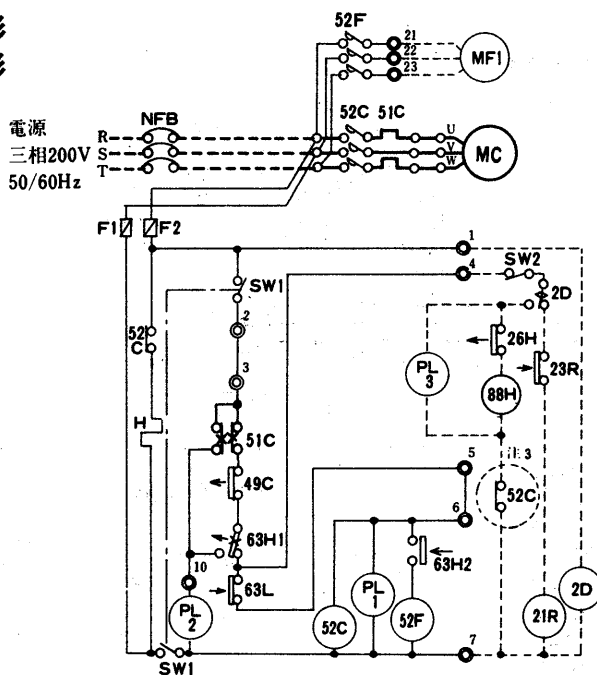 形
形
52F
21
22
23
MF1
電源
三相200V
50/60Hz
NFB
52C 51C
R
S
T
U
V
W
MC
F1 F2
1
4
SW2
SW1
2D
2
3
52
C
26H
23R
PL
3
88H
H
51C
注3
49C
5
6
52C
63H1
10
63L
63H2
PL
2
52C
PL
1
52F
21R
2D
7
SW1